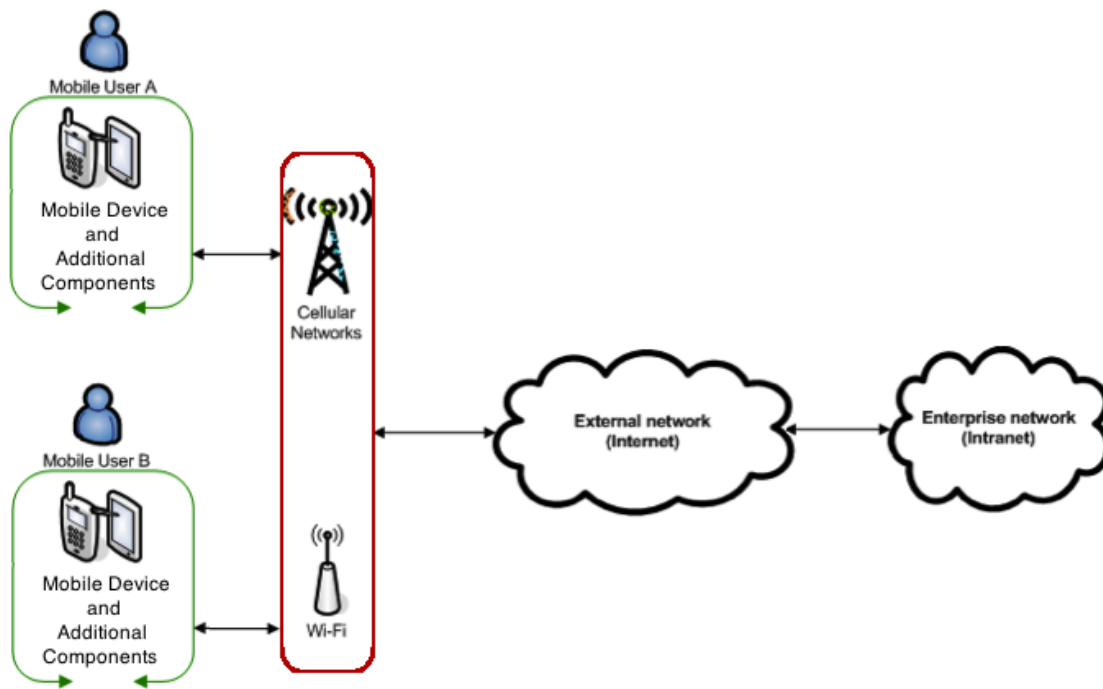 Mobile User A
Mobile Device
and
Additional
Components
Cellular
Networks
External network
(Internet)
Enterprise network
(Intranet)
Mobile User B
Mobile Device
and
Additional
Components
Wi-Fi